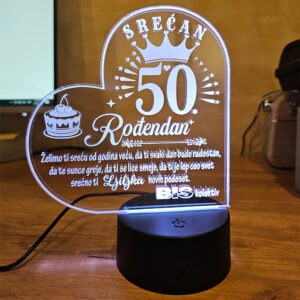 SREĆAN
50
Rođendan
Želimo ti sreću od godina veću, da ti svaki dan bude radostan,
da te sunce greje, da ti se lice smeje, da ti je lep ceo svet
srećno ti Ljiljka novih pedeset.
BIS kolektiv